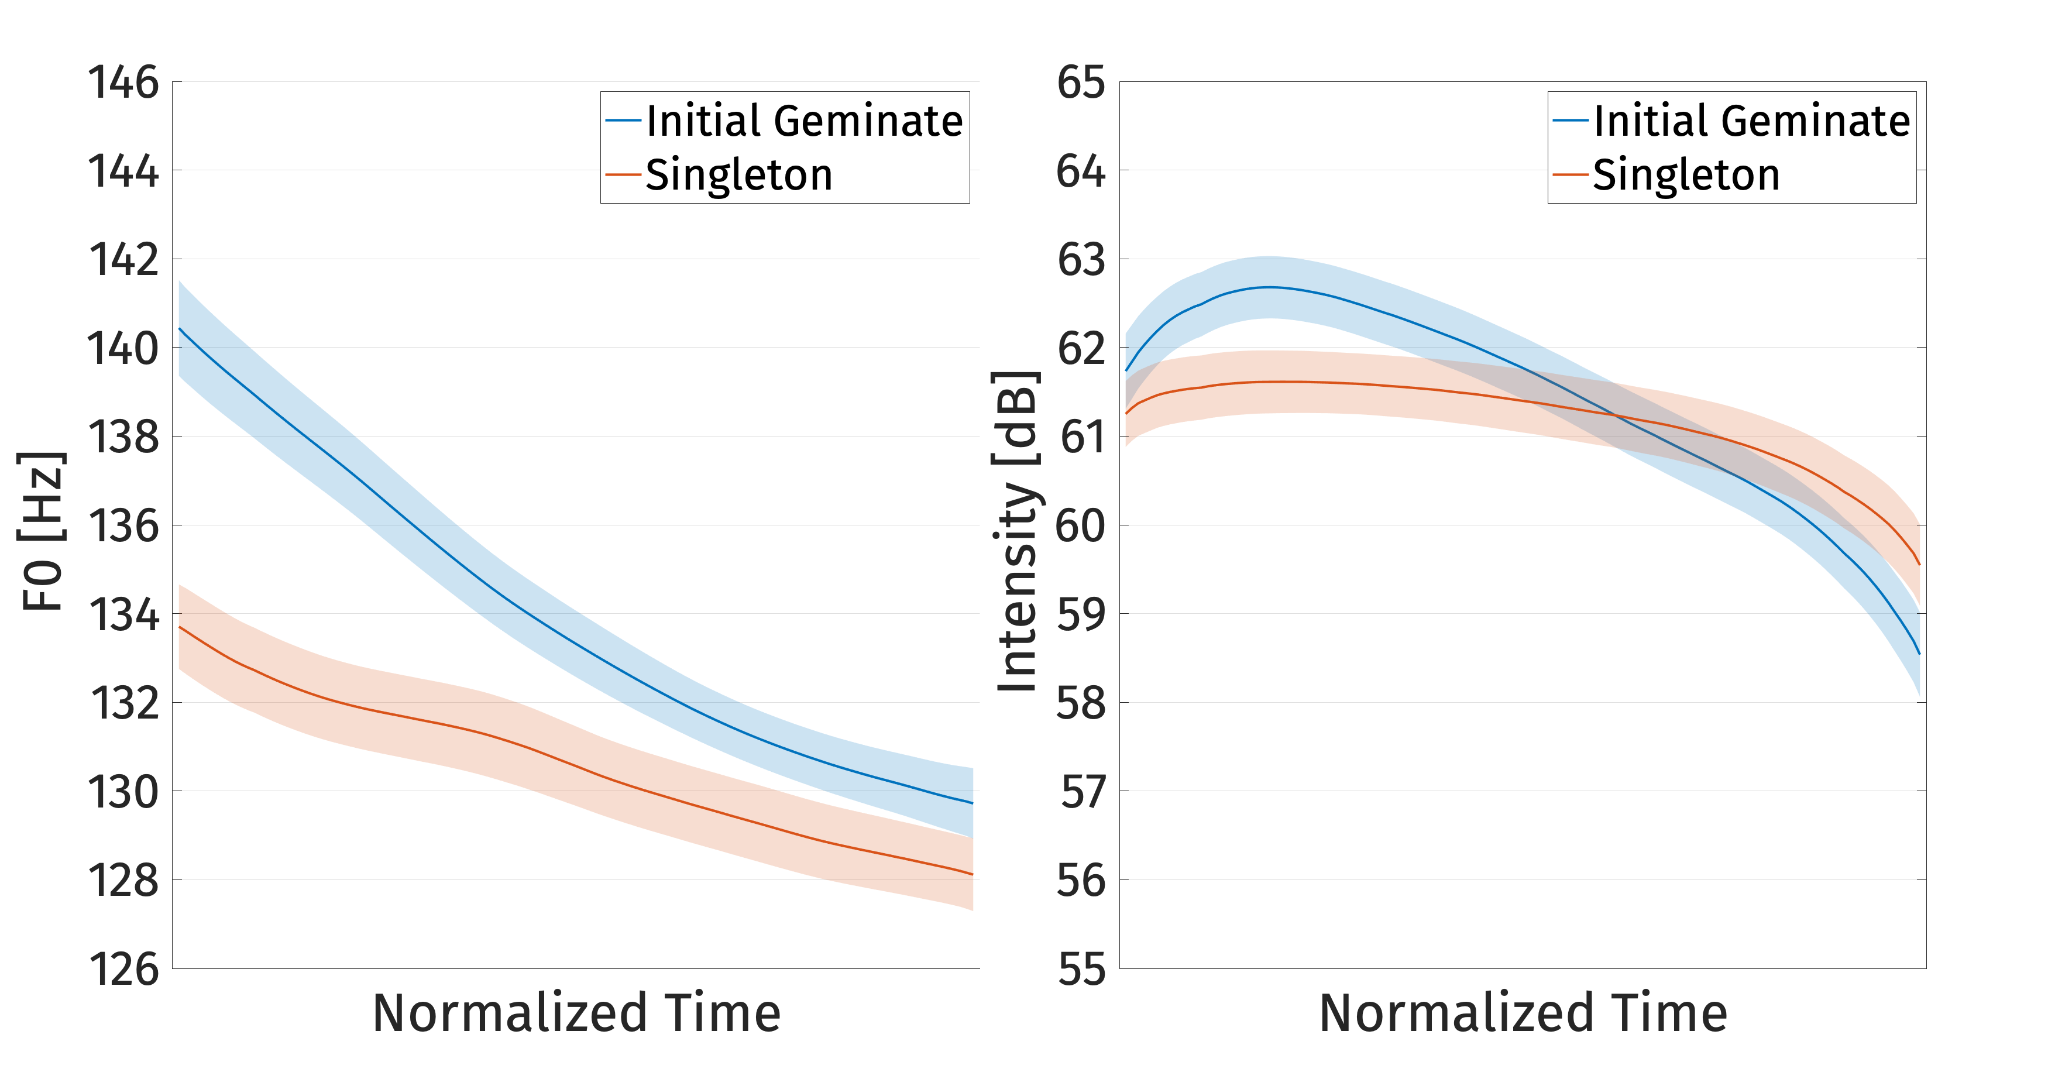 146
144
142
140
138
136
134
132
130
128
126
F0 [Hz]
Normalized Time
Initial Geminate
Singleton
65
64
63
62
61
60
59
58
57
56
55
Intensity [dB]
Normalized Time
Initial Geminate
Singleton